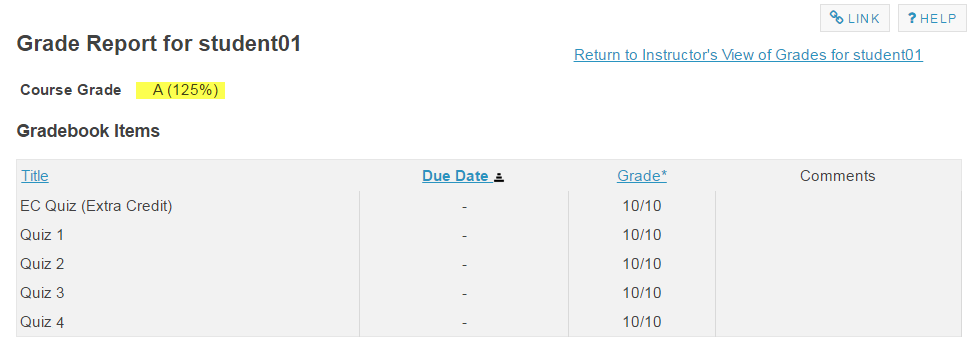 LINK
? HELP
Grade Report for student01
Return to Instructor's View of Grades for student01
Course Grade A (125%)
Gradebook Items
Title Due Date Grade* Comments
EC Quiz (Extra Credit) - 10/10
Quiz 1 - 10/10
Quiz 2 - 10/10
Quiz 3 - 10/10
Quiz 4 - 10/10